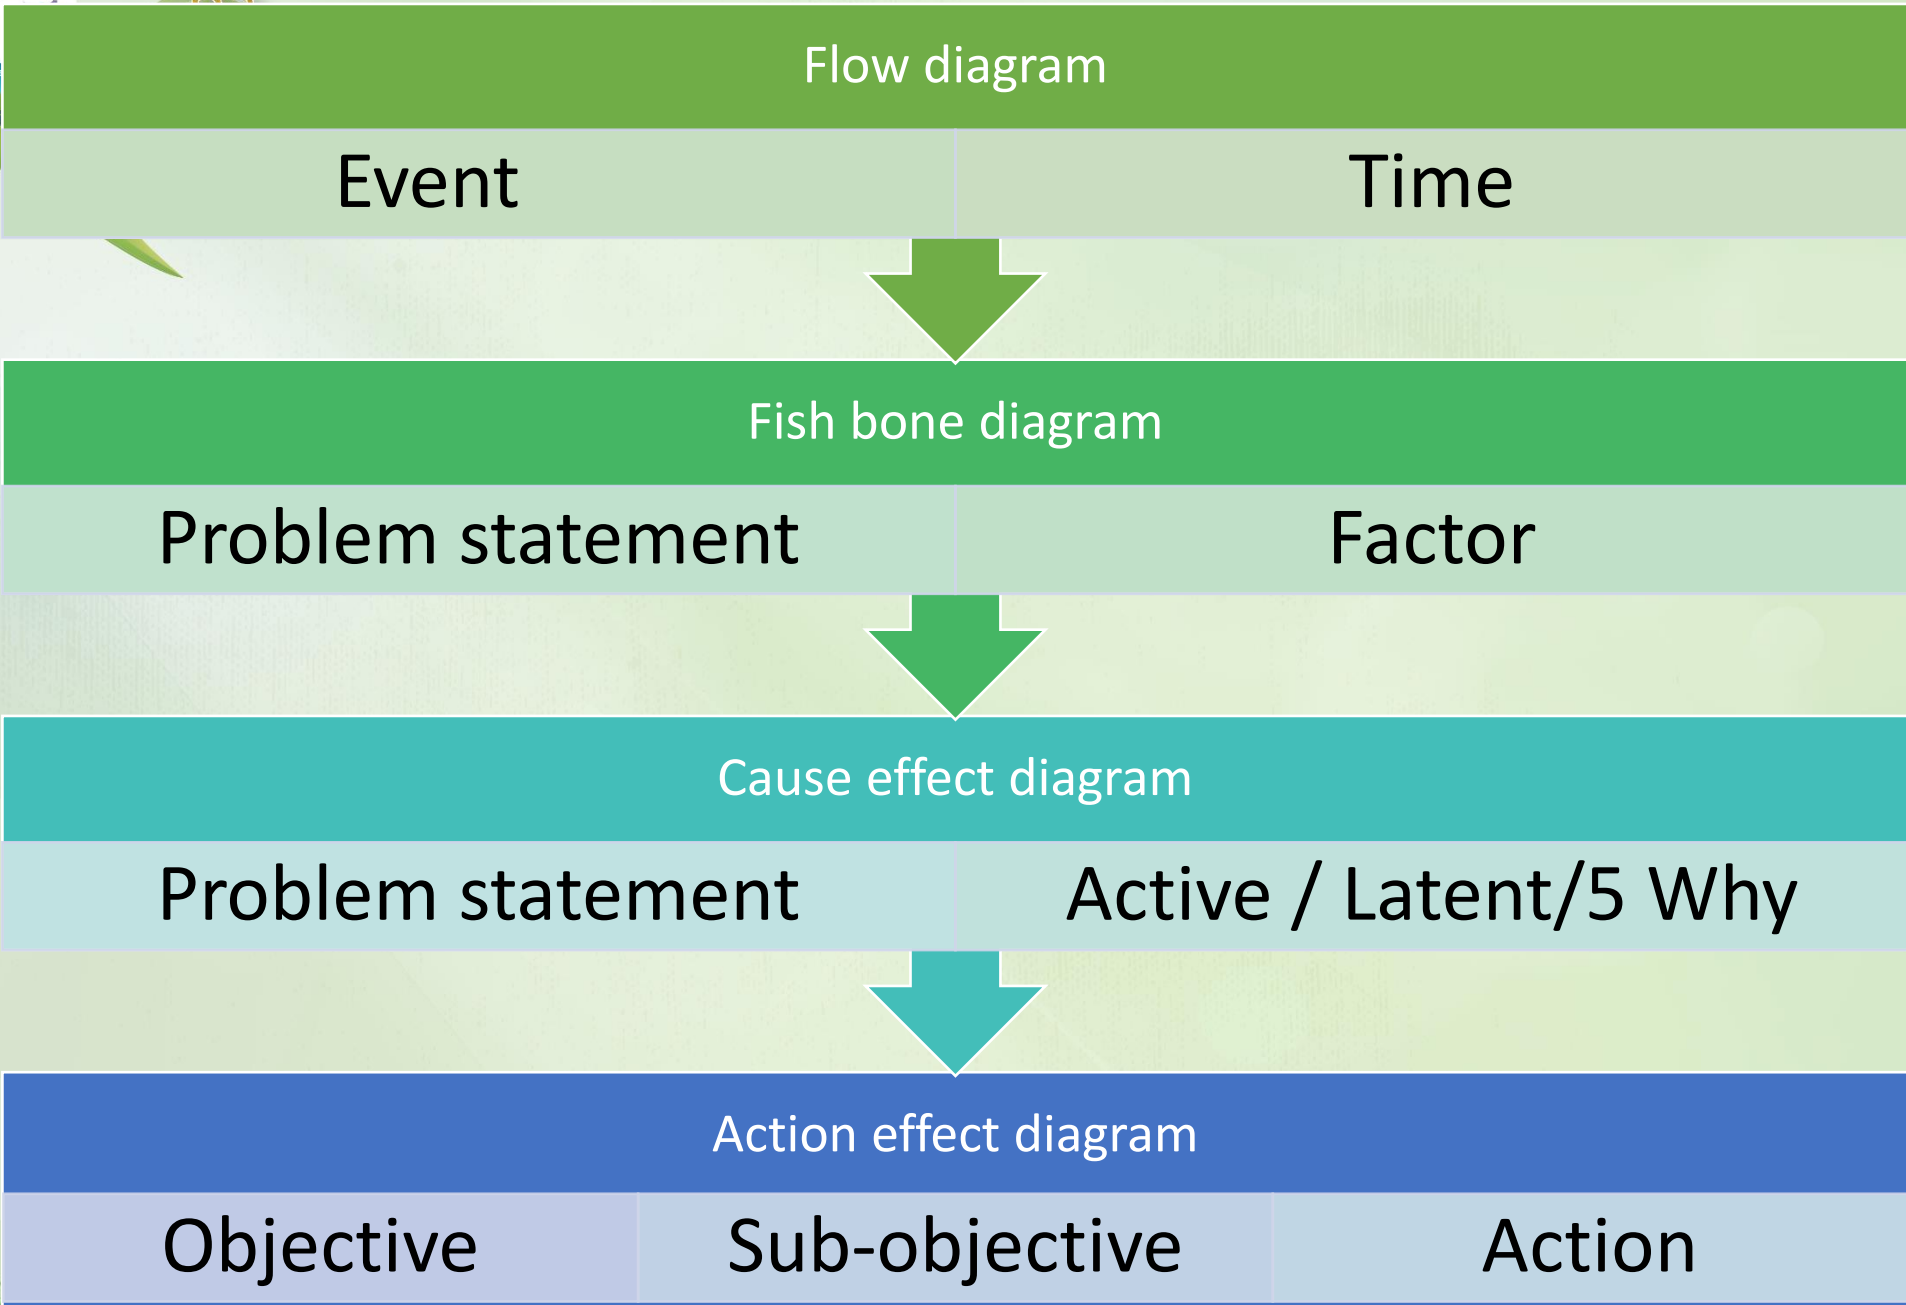 Flow diagram
Event Time
Fish bone diagram
Problem statement Factor
Cause effect diagram
Problem statement Active / Latent/5 Why
Action effect diagram
Objective Sub-objective Action